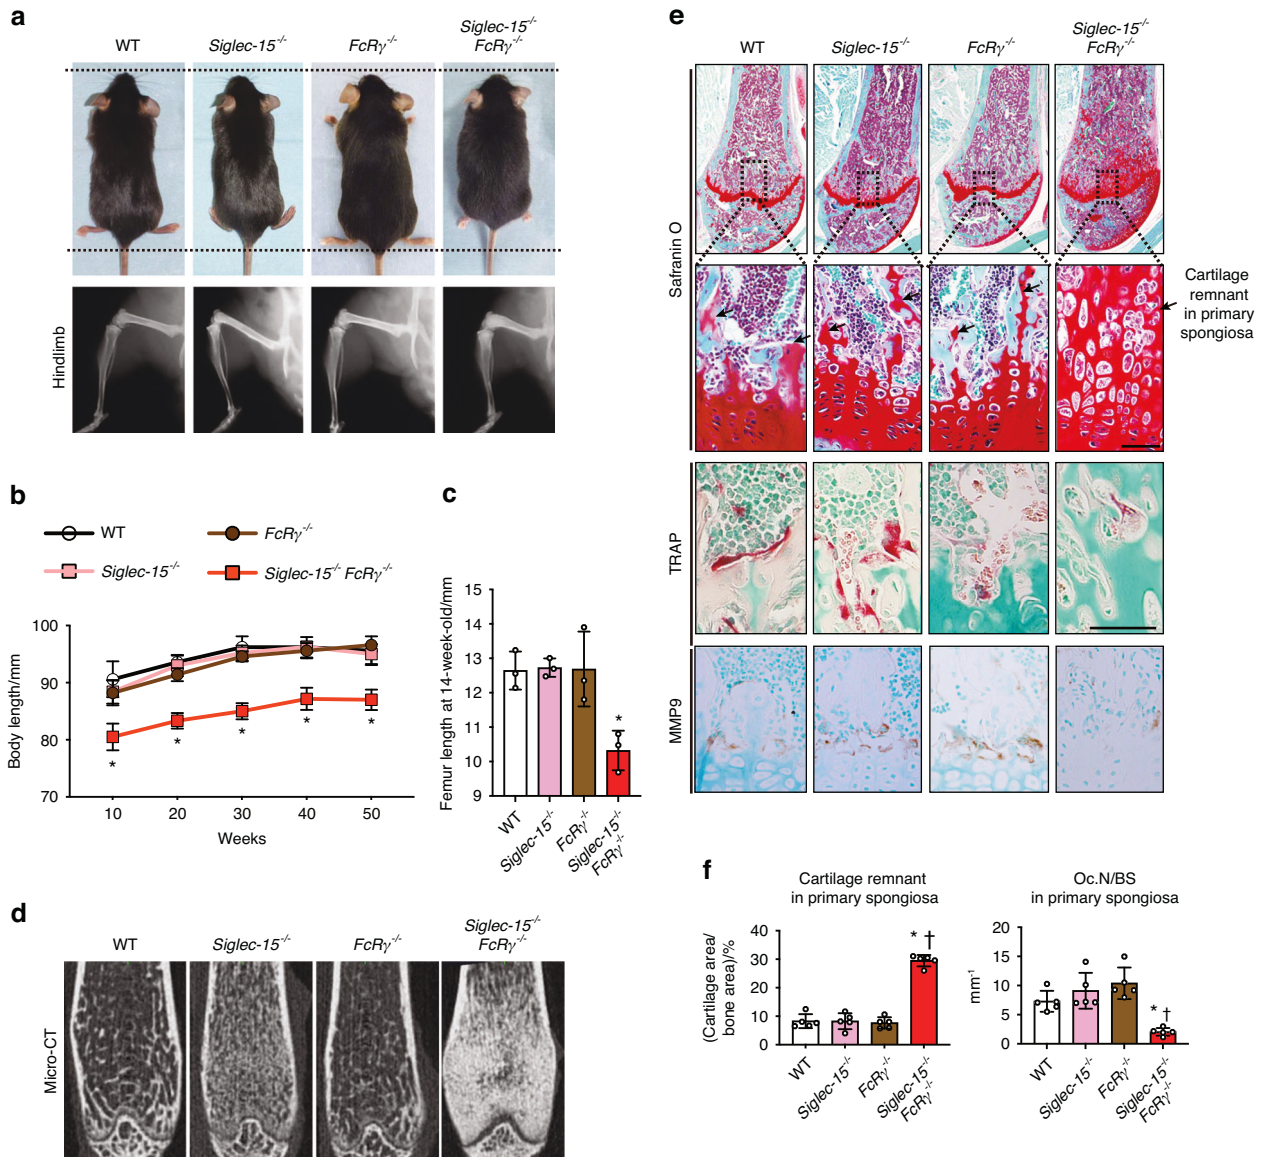 a
WT
Siglec-15-/-
FcRγ-/-
Siglec-15-/-
FcRγ-/-
Hindlimb
b
WT
FcRγ-/-
Siglec-15-/-
Siglec-15-/- FcRγ-/-
Body length/mm
100
90
80
70
*
*
*
*
*
10
20
30
40
50
Weeks
c
Femur length at 14-week-old/mm
15
14
13
12
11
10
9
*
WT
Siglec-15-/-
FcRγ-/-
Siglec-15-/-
FcRγ-/-
d
WT
Siglec-15-/-
FcRγ-/-
Siglec-15-/-
FcRγ-/-
Micro-CT
e
WT
Siglec-15-/-
FcRγ-/-
Siglec-15-/-
FcRγ-/-
Safranin O
Cartilage
remnant
in primary
spongiosa
TRAP
MMP9
f
Cartilage remnant
in primary spongiosa
(Cartilage area/
bone area)/%
40
30
20
10
0
* †
WT
Siglec-15-/-
FcRγ-/-
Siglec-15-/-
FcRγ-/-
Oc.N/BS
in primary spongiosa
mm-1
20
15
10
5
0
* †
WT
Siglec-15-/-
FcRγ-/-
Siglec-15-/-
FcRγ-/-